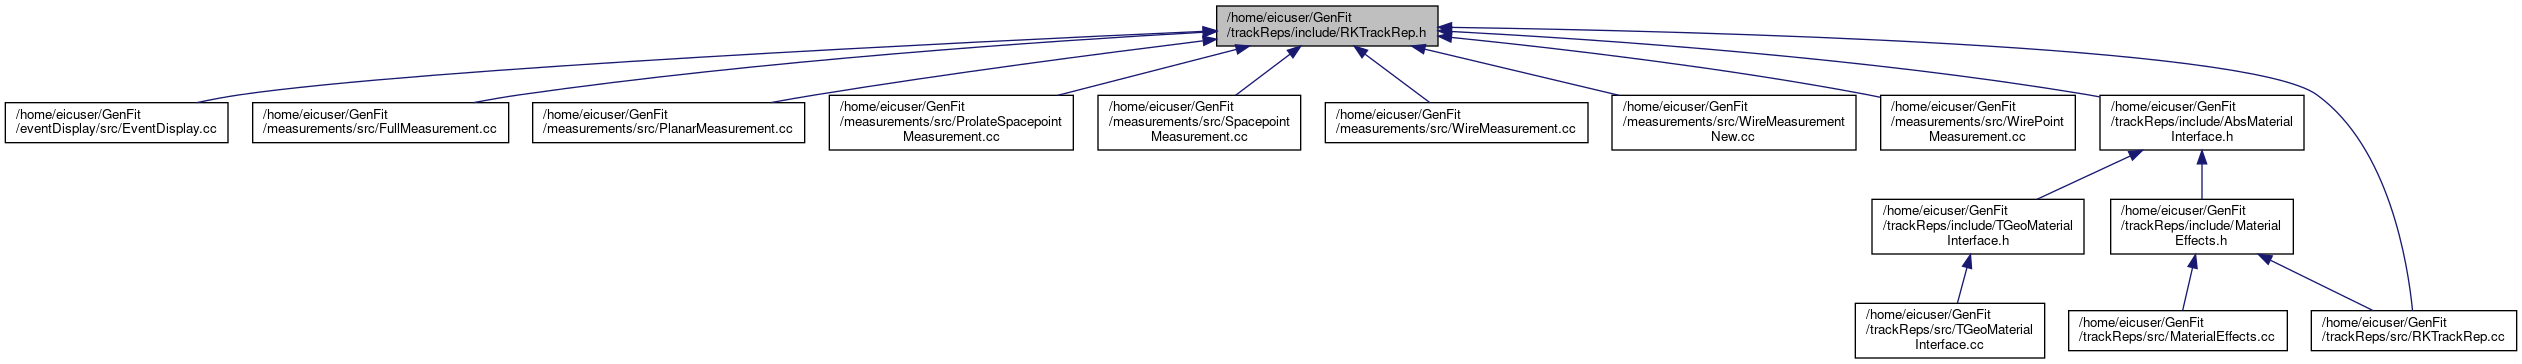 /home/eicuser/GenFit
/trackReps/include/RKTrackRep.h
/home/eicuser/GenFit
/eventDisplay/src/EventDisplay.cc
/home/eicuser/GenFit
/measurements/src/FullMeasurement.cc
/home/eicuser/GenFit
/measurements/src/PlanarMeasurement.cc
/home/eicuser/GenFit
/measurements/src/ProlateSpacepoint
Measurement.cc
/home/eicuser/GenFit
/measurements/src/Spacepoint
Measurement.cc
/home/eicuser/GenFit
/measurements/src/WireMeasurement.cc
/home/eicuser/GenFit
/measurements/src/WireMeasurement
New.cc
/home/eicuser/GenFit
/measurements/src/WirePoint
Measurement.cc
/home/eicuser/GenFit
/trackReps/include/AbsMaterial
Interface.h
/home/eicuser/GenFit
/trackReps/include/TGeoMaterial
Interface.h
/home/eicuser/GenFit
/trackReps/include/Material
Effects.h
/home/eicuser/GenFit
/trackReps/src/TGeoMaterial
Interface.cc
/home/eicuser/GenFit
/trackReps/src/MaterialEffects.cc
/home/eicuser/GenFit
/trackReps/src/RKTrackRep.cc